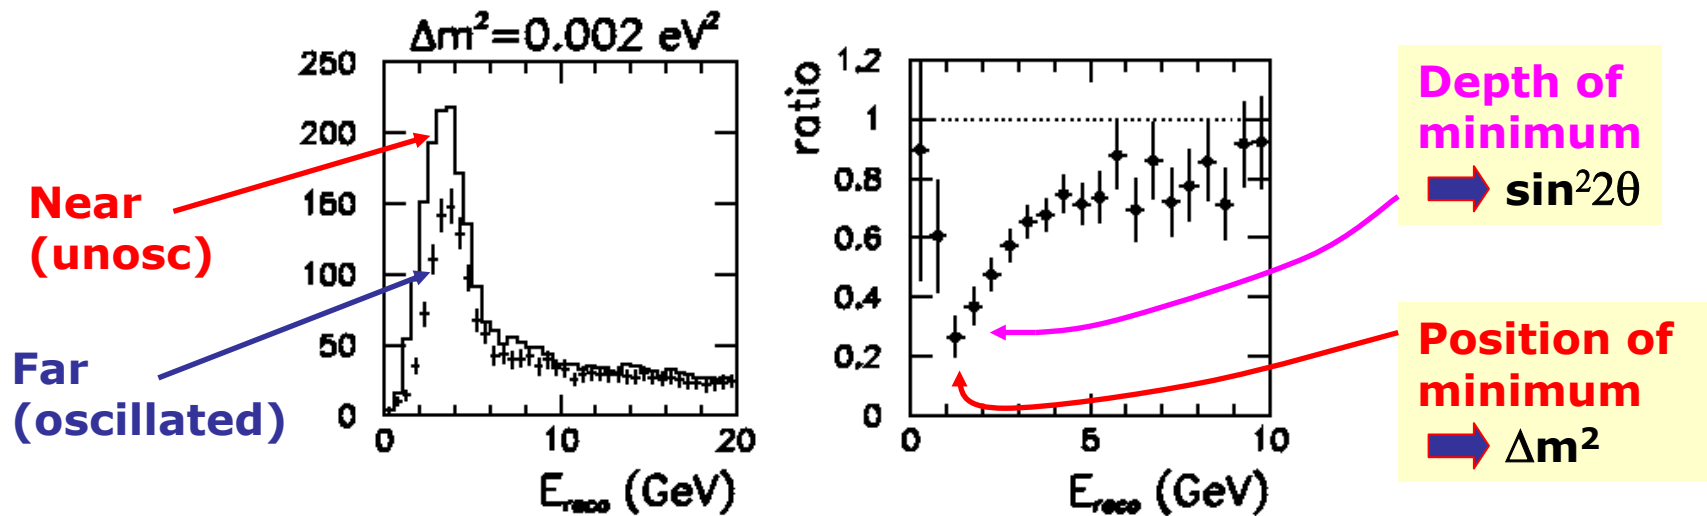 Δm²=0.002 eV²
250
200
150
100
50
0
0
10
20
E_reco (GeV)
Near
(unosc)
Far
(oscillated)
ratio
1.2
1
0.8
0.6
0.4
0.2
0
0
5
10
E_reco (GeV)
Depth of
minimum
sin²2θ
Position of
minimum
Δm²